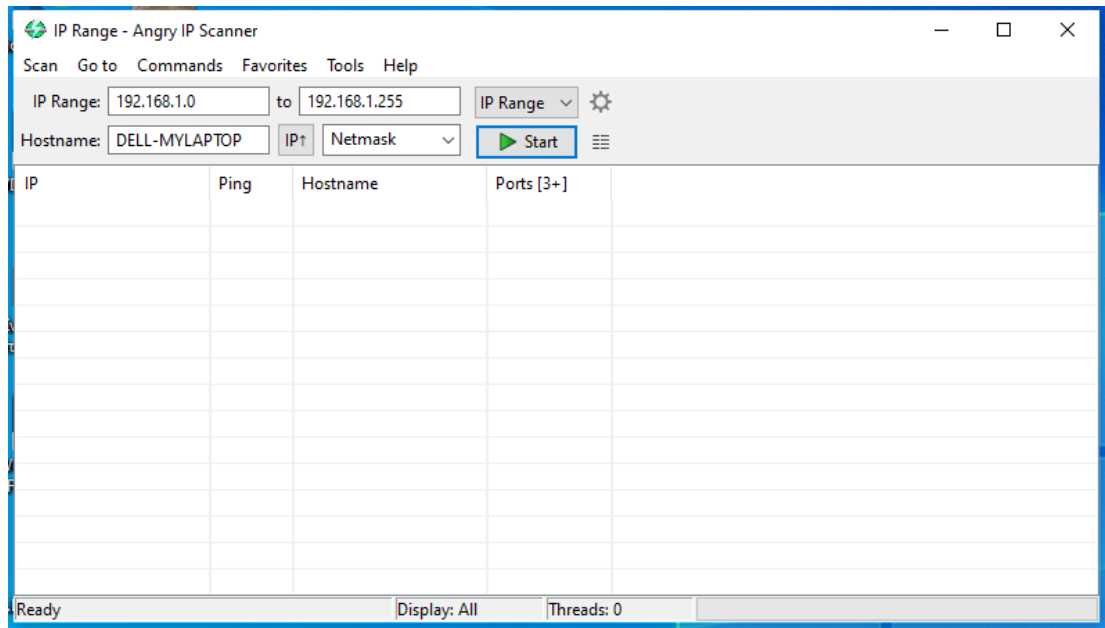 IP Range - Angry IP Scanner
Scan Go to Commands Favorites Tools Help
IP Range: 192.168.1.0 to 192.168.1.255 IP Range
Hostname: DELL-MYLAPTOP IP↑ Netmask Start
IP Ping Hostname Ports [3+]
Ready Display: All Threads: 0